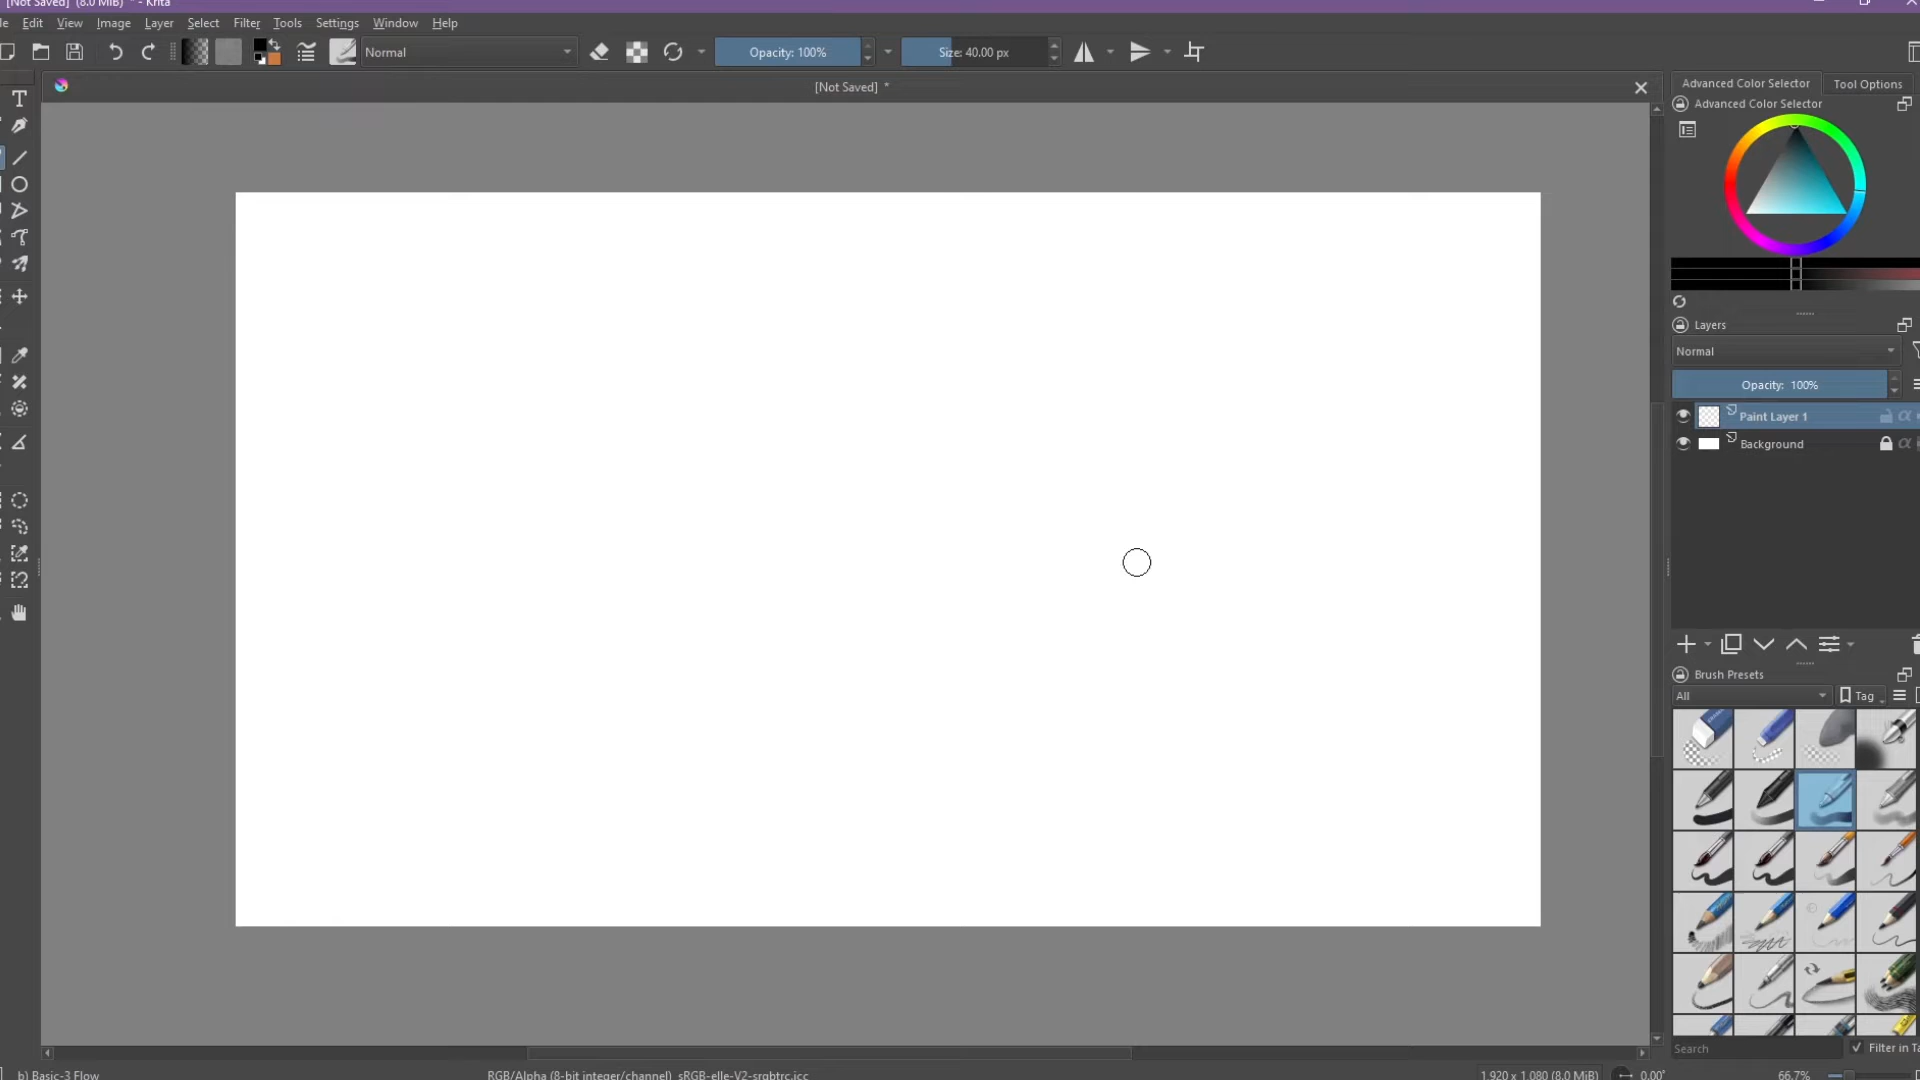 [Not Saved] (8.0 MiB) * - Krita
Edit View Image Layer Select Filter Tools Settings Window Help
Normal
Opacity: 100%
Size: 40.00 px
[Not Saved] *
Advanced Color Selector
Tool Options
Advanced Color Selector
Layers
Normal
Opacity: 100%
Paint Layer 1
Background
Brush Presets
All
Tag
Search
Filter in
b) Basic-3 Flow
RGB/Alpha (8-bit integer/channel) sRGB-elle-V2-srgbtrc.icc
1,920 x 1,080 (8.0 MiB)
0.00°
66.7%